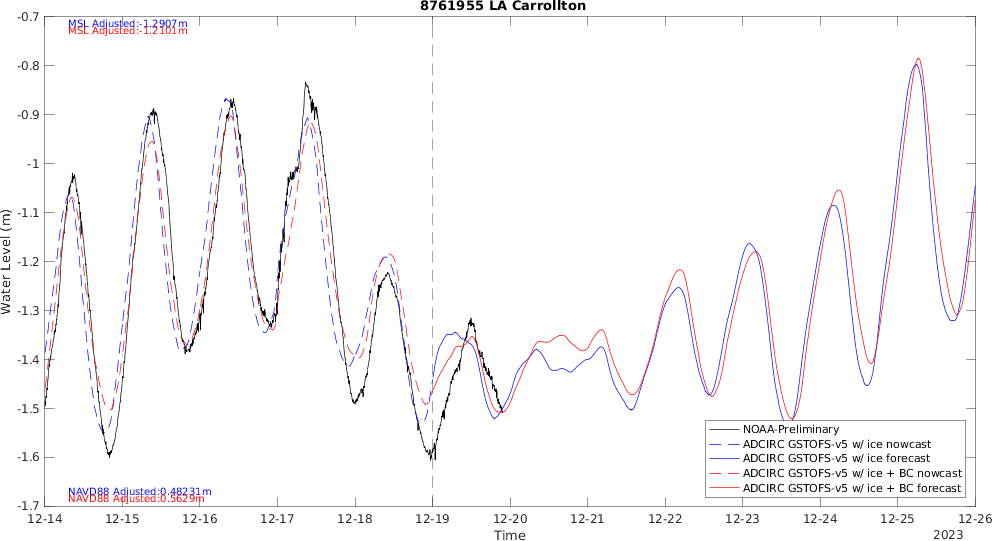 8761955 LA Carrollton
MSL Adjusted:-1.2907m
MSL Adjusted:-1.2101m
-0.7
-0.8
-0.9
-1
-1.1
-1.2
-1.3
-1.4
-1.5
-1.6
-1.7
Water Level (m)
NAVD88 Adjusted:0.48231m
NAVD88 Adjusted:0.5629m
NOAA-Preliminary
ADCIRC GSTOFS-v5 w/ ice nowcast
ADCIRC GSTOFS-v5 w/ ice forecast
ADCIRC GSTOFS-v5 w/ ice + BC nowcast
ADCIRC GSTOFS-v5 w/ ice + BC forecast
12-14 12-15 12-16 12-17 12-18 12-19 12-20 12-21 12-22 12-23 12-24 12-25 12-26
Time
2023